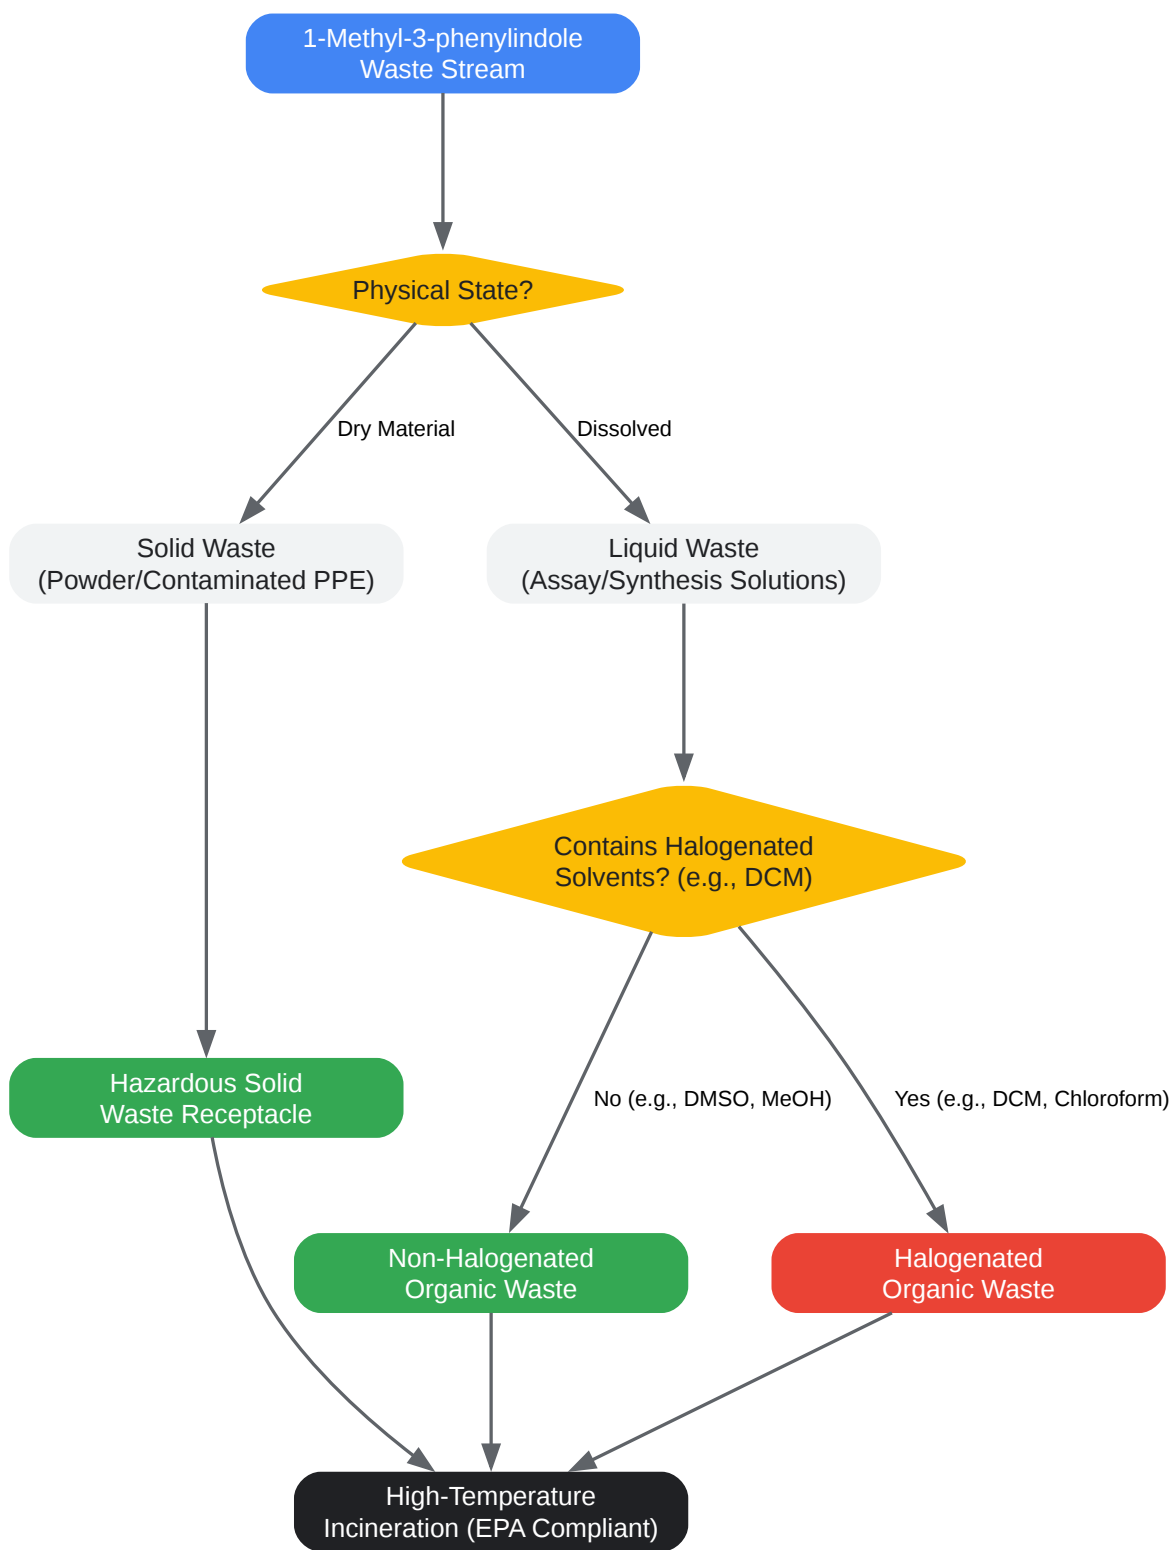 1-Methyl-3-phenylindole
Waste Stream
Physical State?
Dry Material
Dissolved
Solid Waste
(Powder/Contaminated PPE)
Liquid Waste
(Assay/Synthesis Solutions)
Contains Halogenated
Solvents? (e.g., DCM)
Hazardous Solid
Waste Receptacle
No (e.g., DMSO, MeOH)
Yes (e.g., DCM, Chloroform)
Non-Halogenated
Organic Waste
Halogenated
Organic Waste
High-Temperature
Incineration (EPA Compliant)